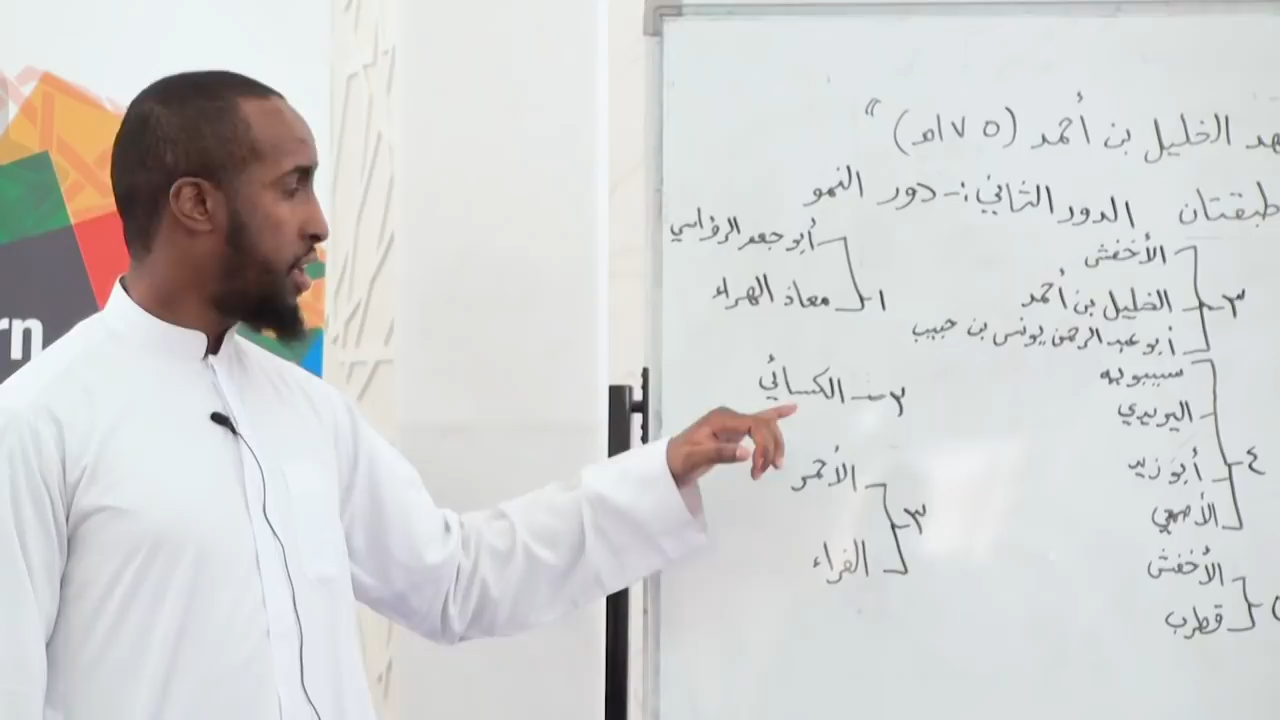 هد الخليل بن أحمد (١٧٥هـ) "
طبقتان الدور الثاني :- دور النمو
٣ الأخفش
الخليل بن أحمد
أبو عبد الرحمن يونس بن حبيب
٤ سيبويه
اليزيدي
أبو زيد
الأصمعي
الأخفش
قطرب
١ أبو جعفر الرؤاسي
معاذ الهراء
٣ - الكسائي
٣ الأحمر
الفراء
rn